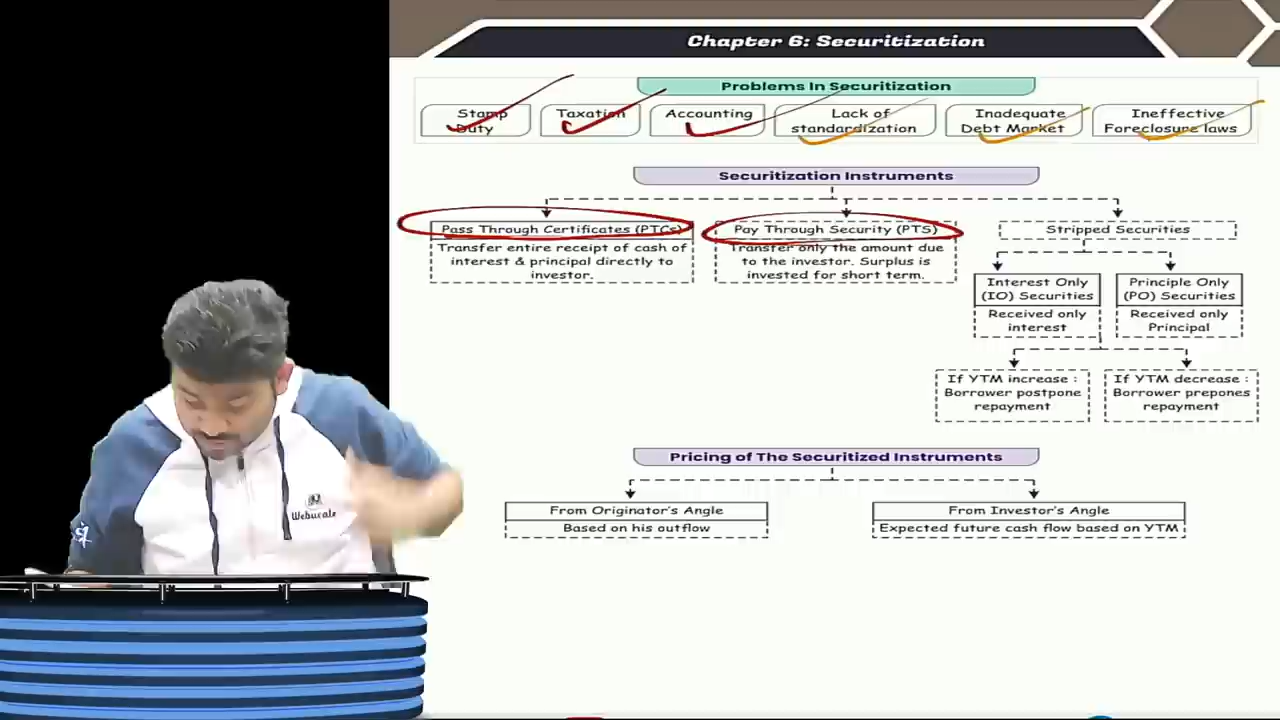 Chapter 6: Securitization
Problems In Securitization
Stamp
Duty
Taxation
Accounting
Lack of
standardization
Inadequate
Debt Market
Ineffective
Foreclosure laws
Securitization Instruments
Pass Through Certificates (PTCs)
Transfer entire receipt of cash of
interest & principal directly to
investor.
Pay Through Security (PTS)
Transfer only the amount due
to the investor. Surplus is
invested for short term.
Stripped Securities
Interest Only
(IO) Securities
Received only
interest
Principle Only
(PO) Securities
Received only
Principal
If YTM increase :
Borrower postpone
repayment
If YTM decrease :
Borrower prepones
repayment
Pricing of The Securitized Instruments
From Originator's Angle
Based on his outflow
From Investor's Angle
Expected future cash flow based on YTM
Webucate